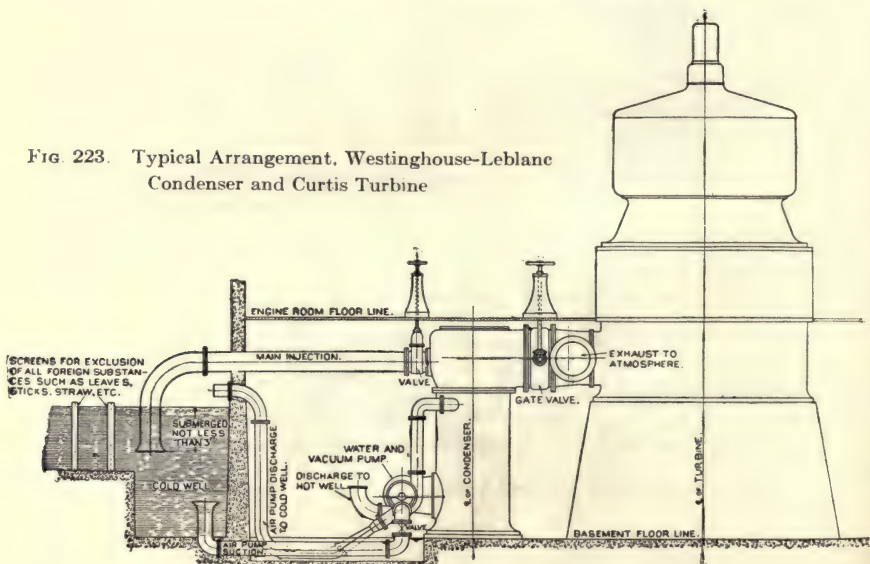 FIG. 223. Typical Arrangement, Westinghouse-Leblanc
Condenser and Curtis Turbine
ENGINE ROOM FLOOR LINE.
SCREENS FOR EXCLUSION
OF ALL FOREIGN SUBSTAN-
CES SUCH AS LEAVES,
STICKS, STRAW, ETC.
MAIN INJECTION.
VALVE
EXHAUST TO
ATMOSPHERE.
GATE VALVE.
SUBMERGED
NOT LESS
THAN 3'
WATER AND
VACUUM PUMP.
DISCHARGE TO
HOT WELL.
COLD WELL
AIR PUMP DISCHARGE
TO COLD WELL.
℄ OF CONDENSER.
℄ OF TURBINE.
VALVE
AIR PUMP
SUCTION.
BASEMENT FLOOR LINE.